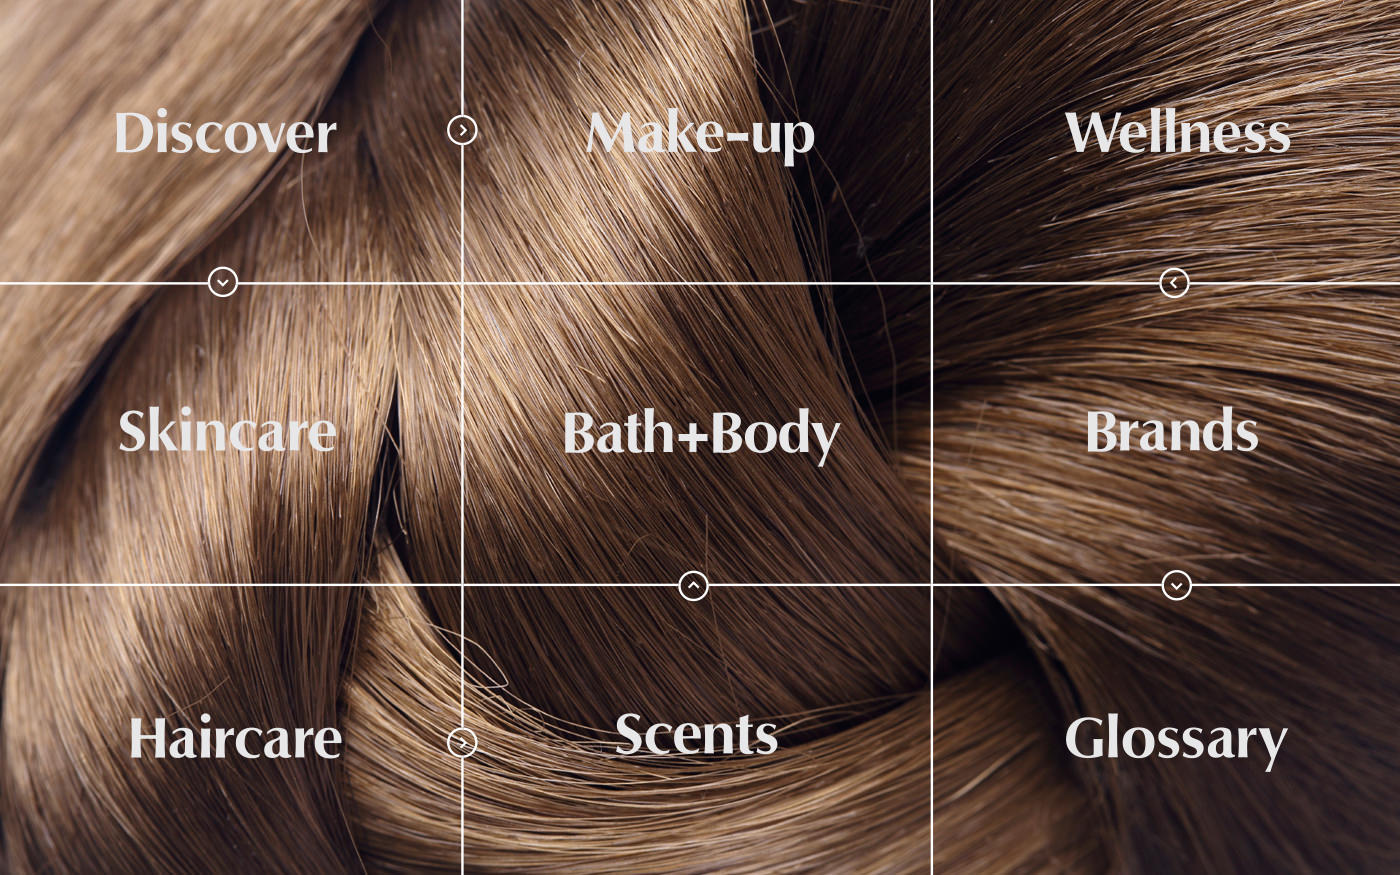 Discover
Make-up
Wellness
Skincare
Bath+Body
Brands
Haircare
Scents
Glossary